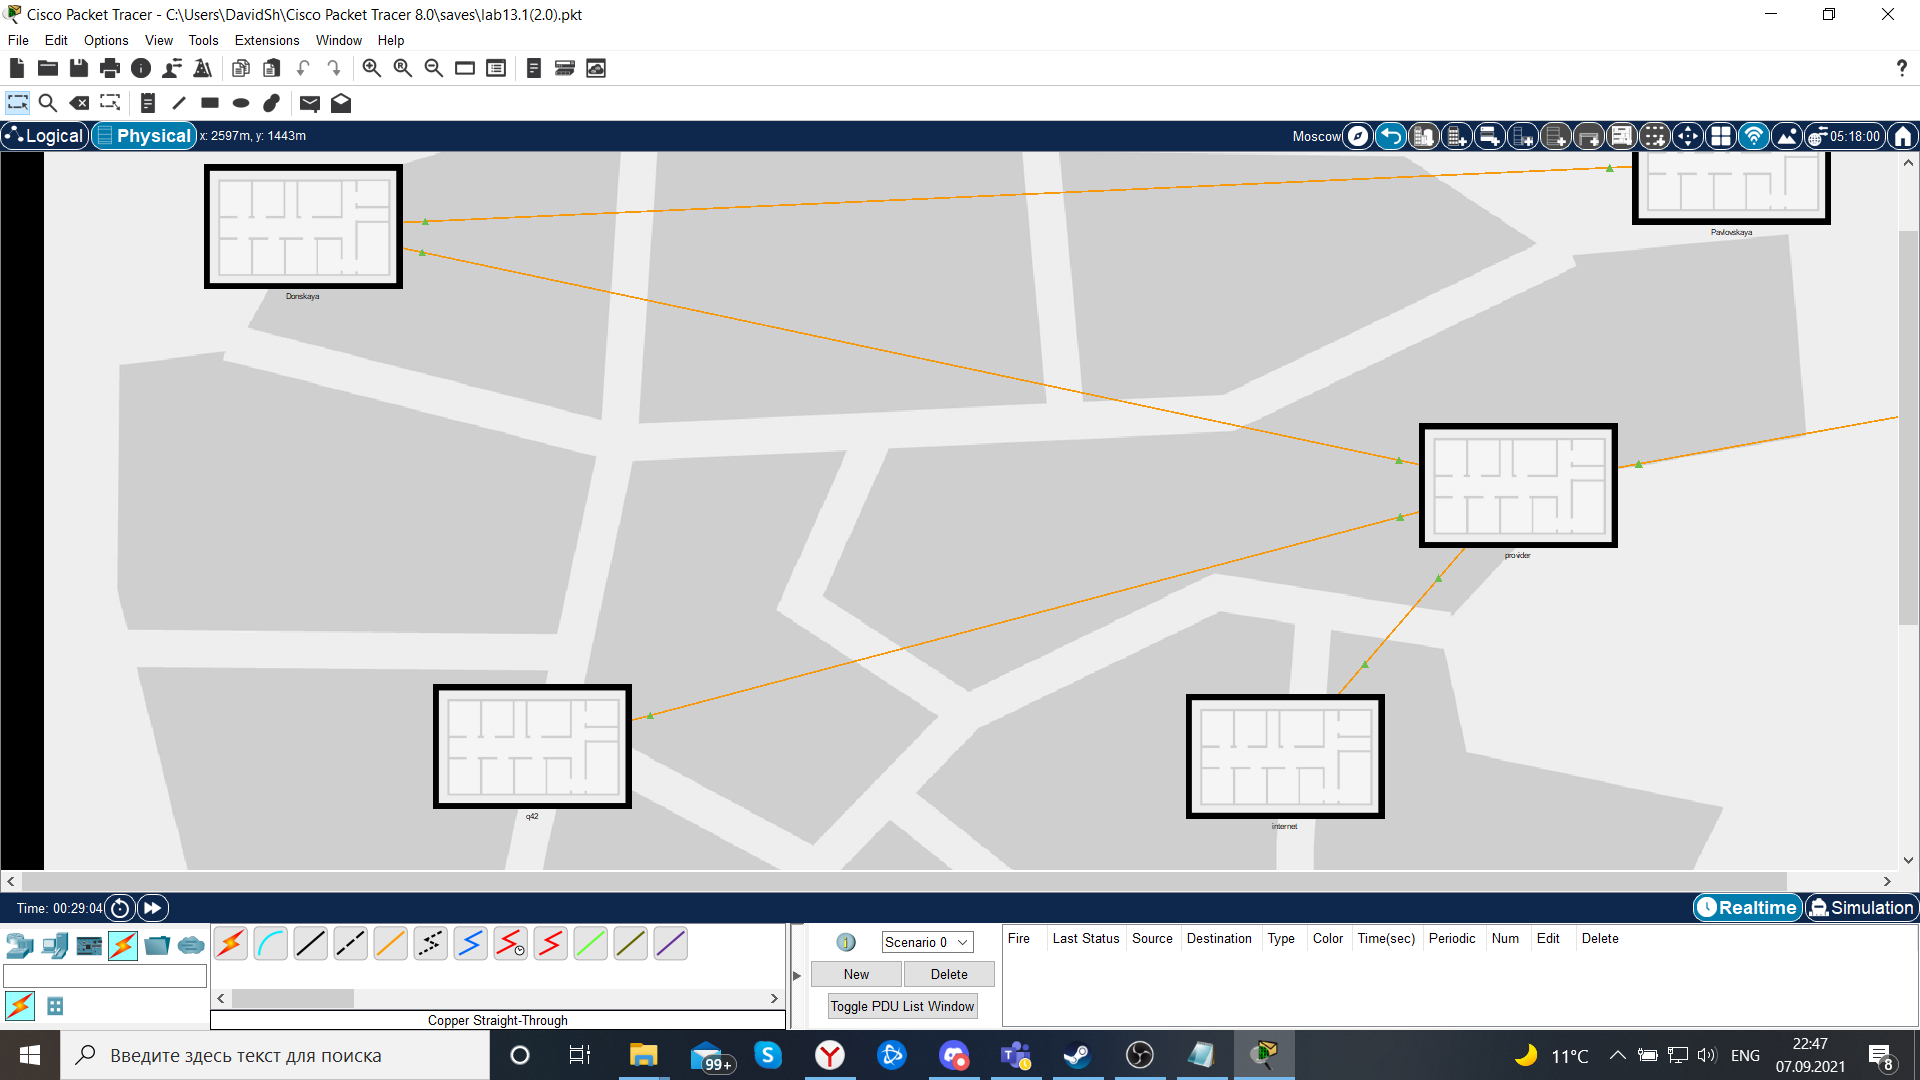 Cisco Packet Tracer - C:\Users\DavidSh\Cisco Packet Tracer 8.0\saves\lab13.1(2.0).pkt
File Edit Options View Tools Extensions Window Help
Logical Physical x: 2597m, y: 1443m Moscow 05:18:00
Pavlovskaya
Donskaya
provider
q42
internet
Time: 00:29:04 Realtime Simulation
Scenario 0 Fire Last Status Source Destination Type Color Time(sec) Periodic Num Edit Delete
New Delete
Toggle PDU List Window
Copper Straight-Through
Введите здесь текст для поиска 99+ 11°C ENG 22:47
07.09.2021 8